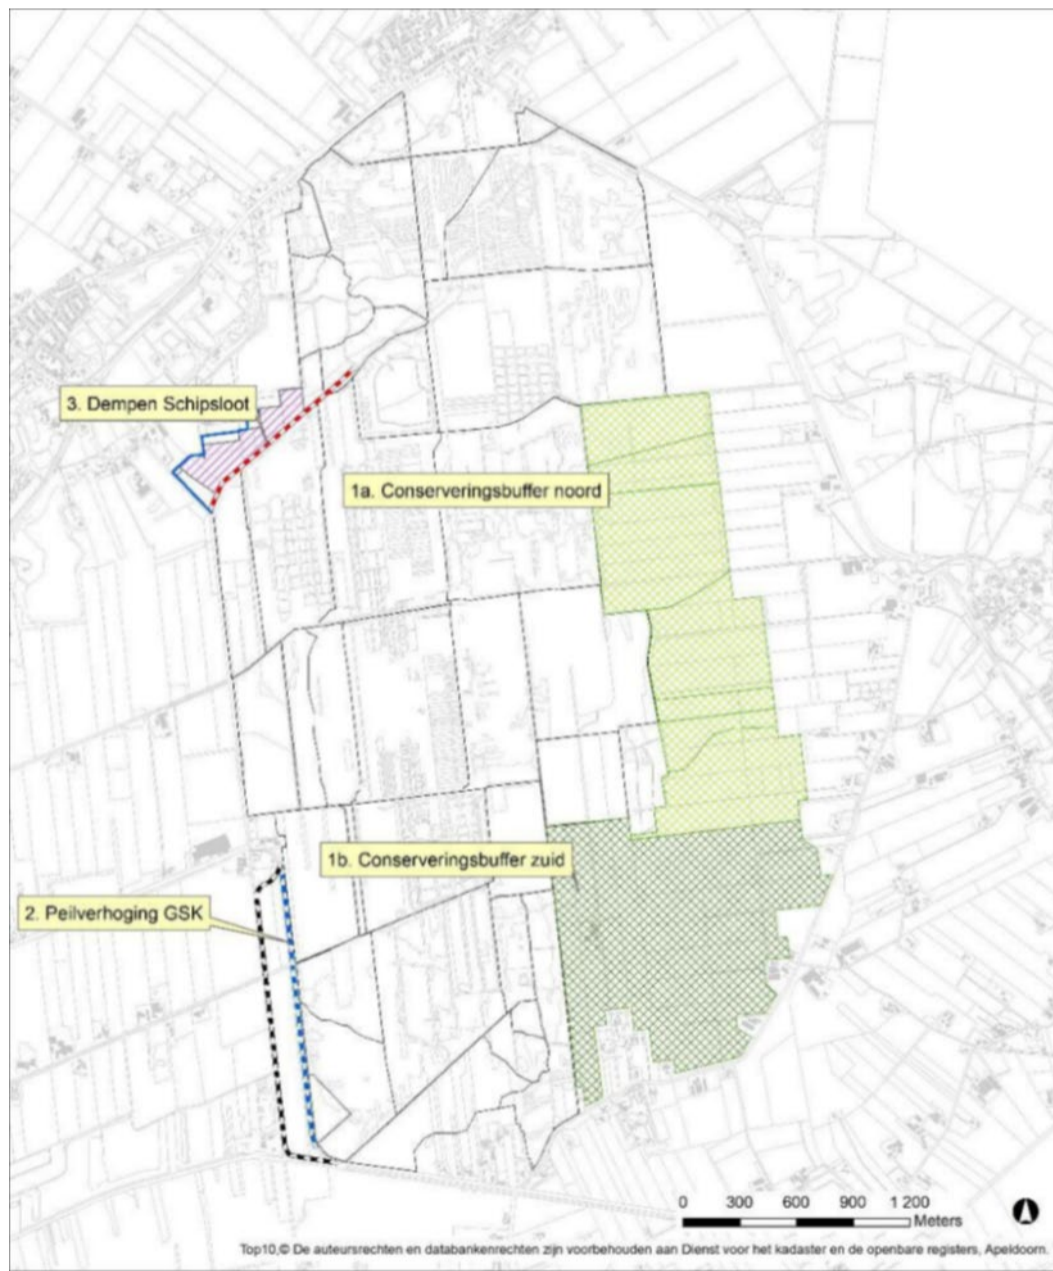 3. Dempen Schipsloot
1a. Conserveringsbuffer noord
1b. Conserveringsbuffer zuid
2. Peilverhoging GSK
0 300 600 900 1 200
Meters
Top10,© De auteursrechten en databankenrechten zijn voorbehouden aan Dienst voor het kadaster en de openbare registers, Apeldoorn.